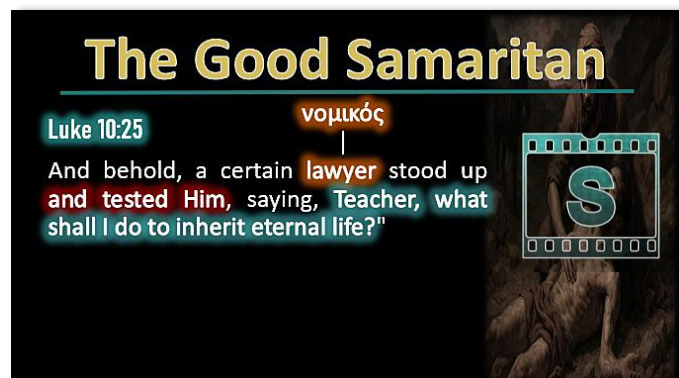 The Good Samaritan
νομικός
Luke 10:25
And behold, a certain lawyer stood up
and tested Him, saying, Teacher, what
shall I do to inherit eternal life?"
S